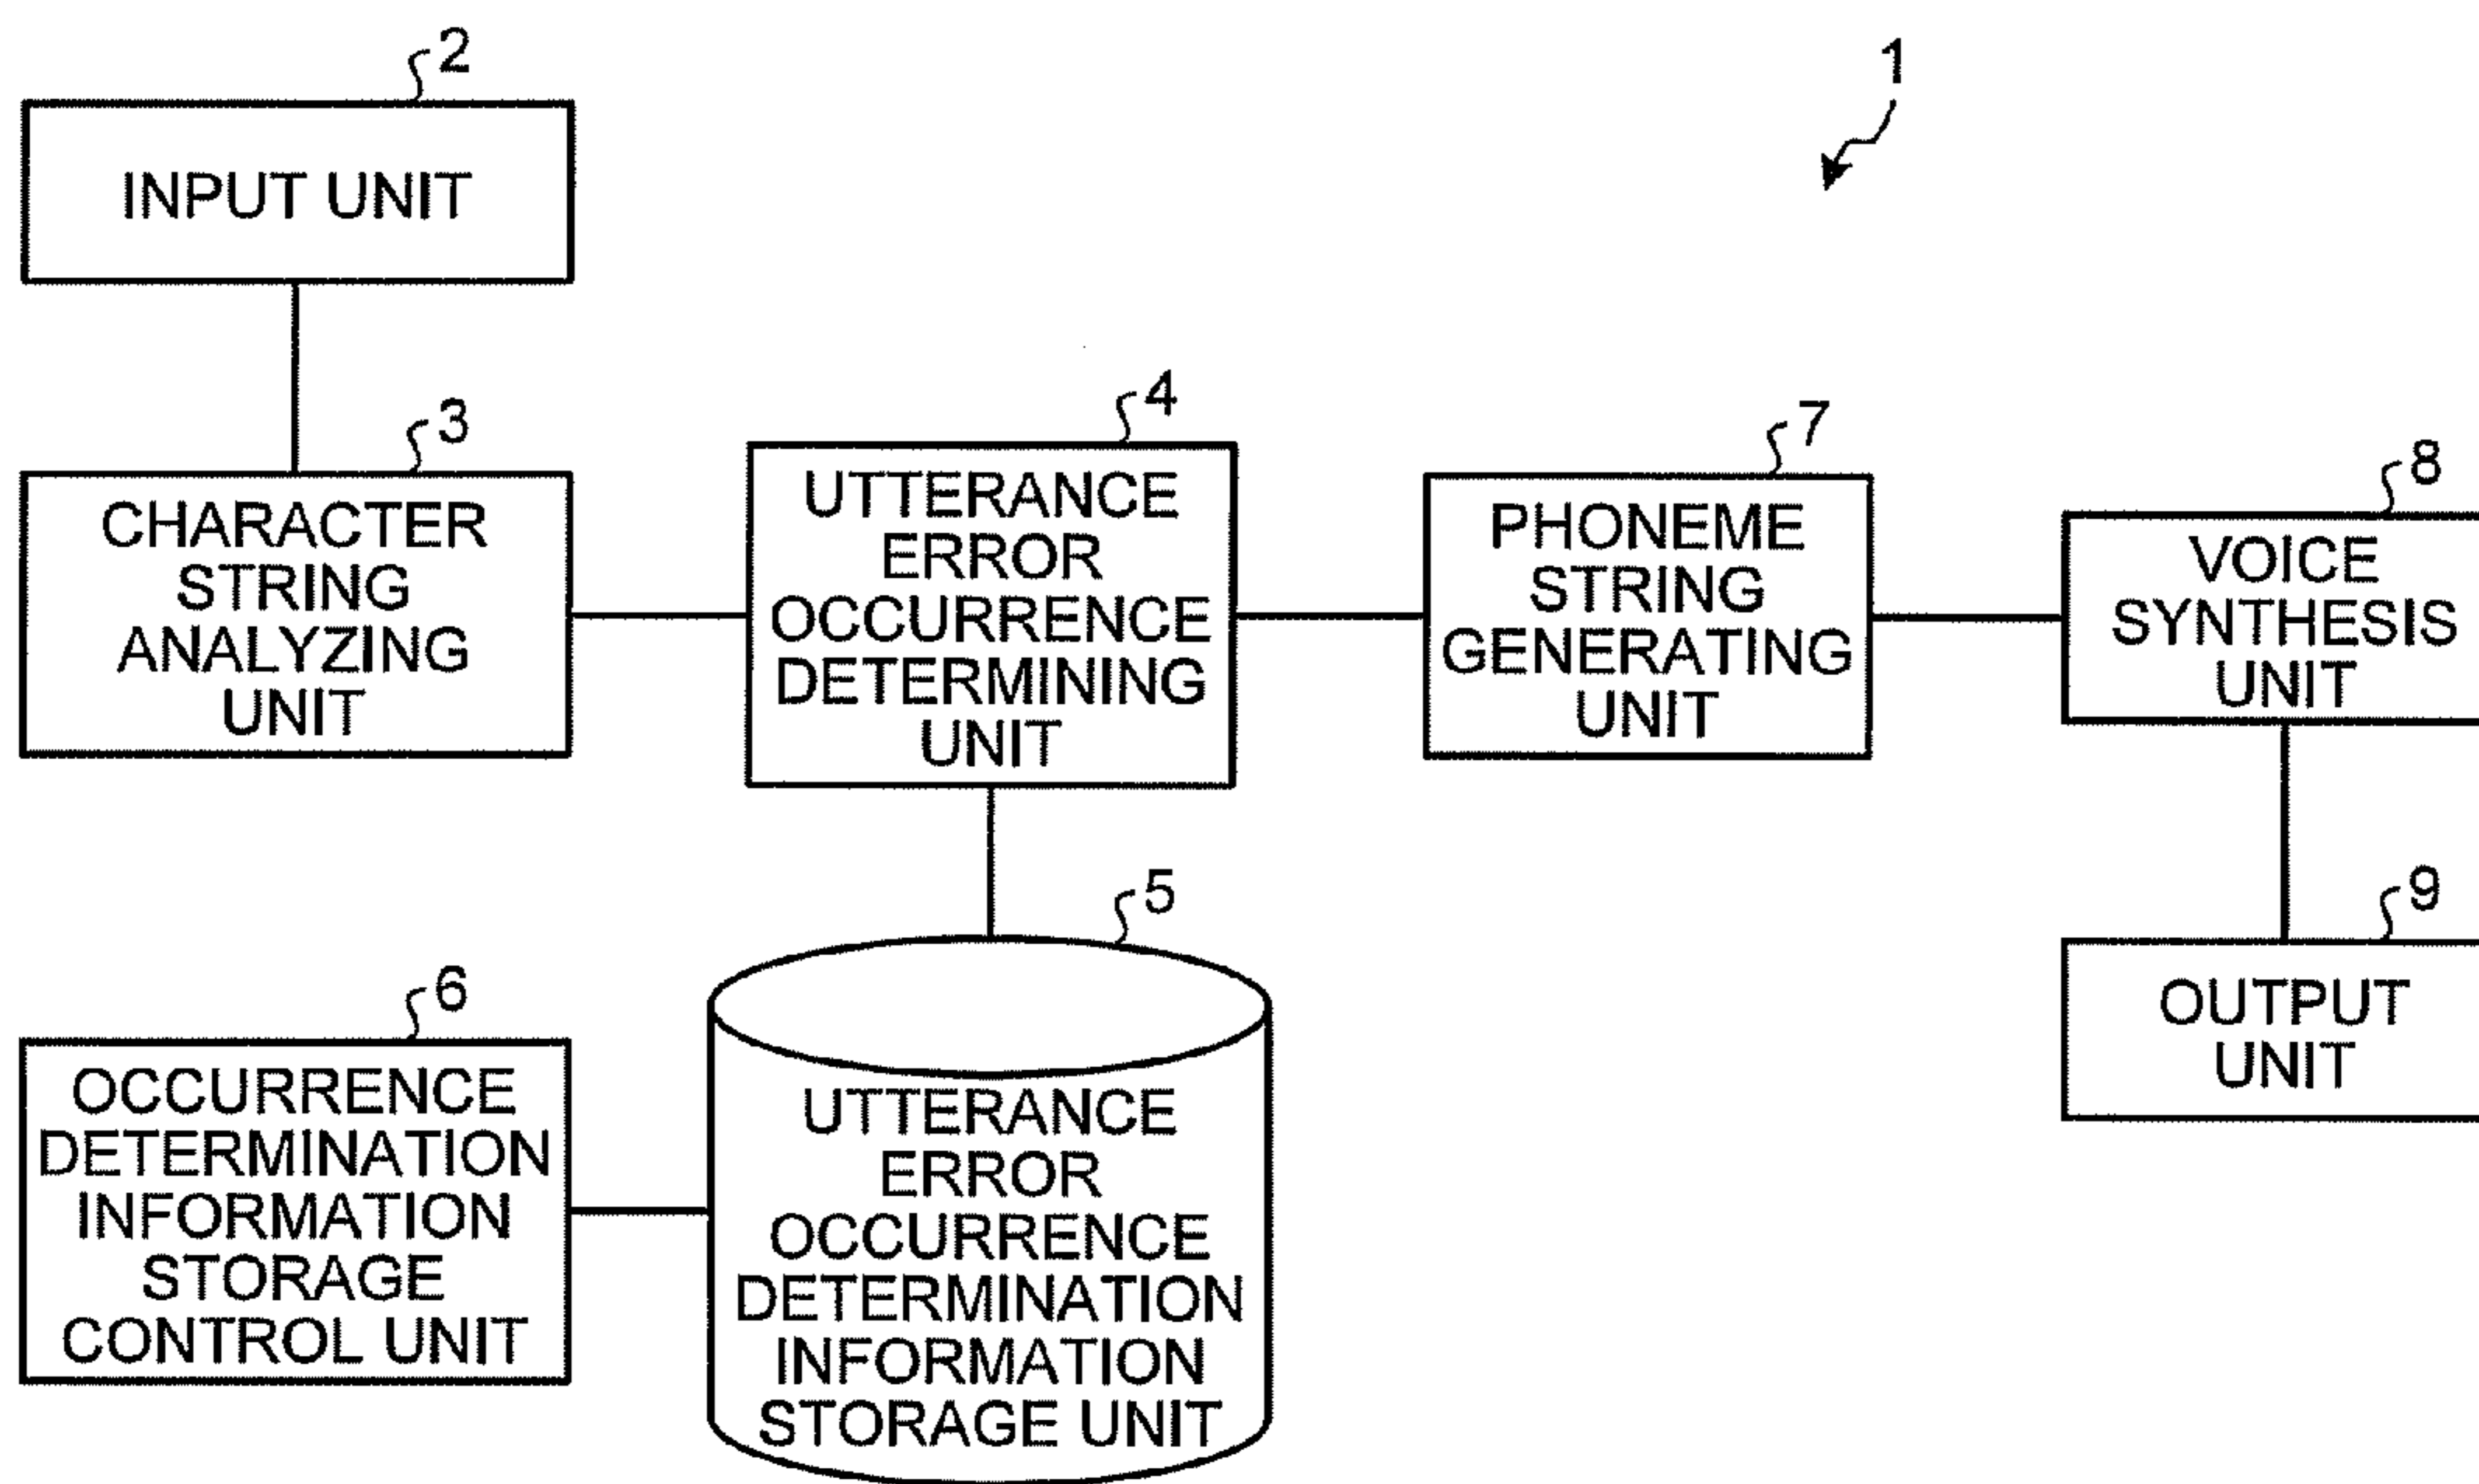 2
INPUT UNIT
1
3
CHARACTER
STRING
ANALYZING
UNIT
4
UTTERANCE
ERROR
OCCURRENCE
DETERMINING
UNIT
7
PHONEME
STRING
GENERATING
UNIT
8
VOICE
SYNTHESIS
UNIT
5
UTTERANCE
ERROR
OCCURRENCE
DETERMINATION
INFORMATION
STORAGE UNIT
6
OCCURRENCE
DETERMINATION
INFORMATION
STORAGE
CONTROL UNIT
9
OUTPUT
UNIT